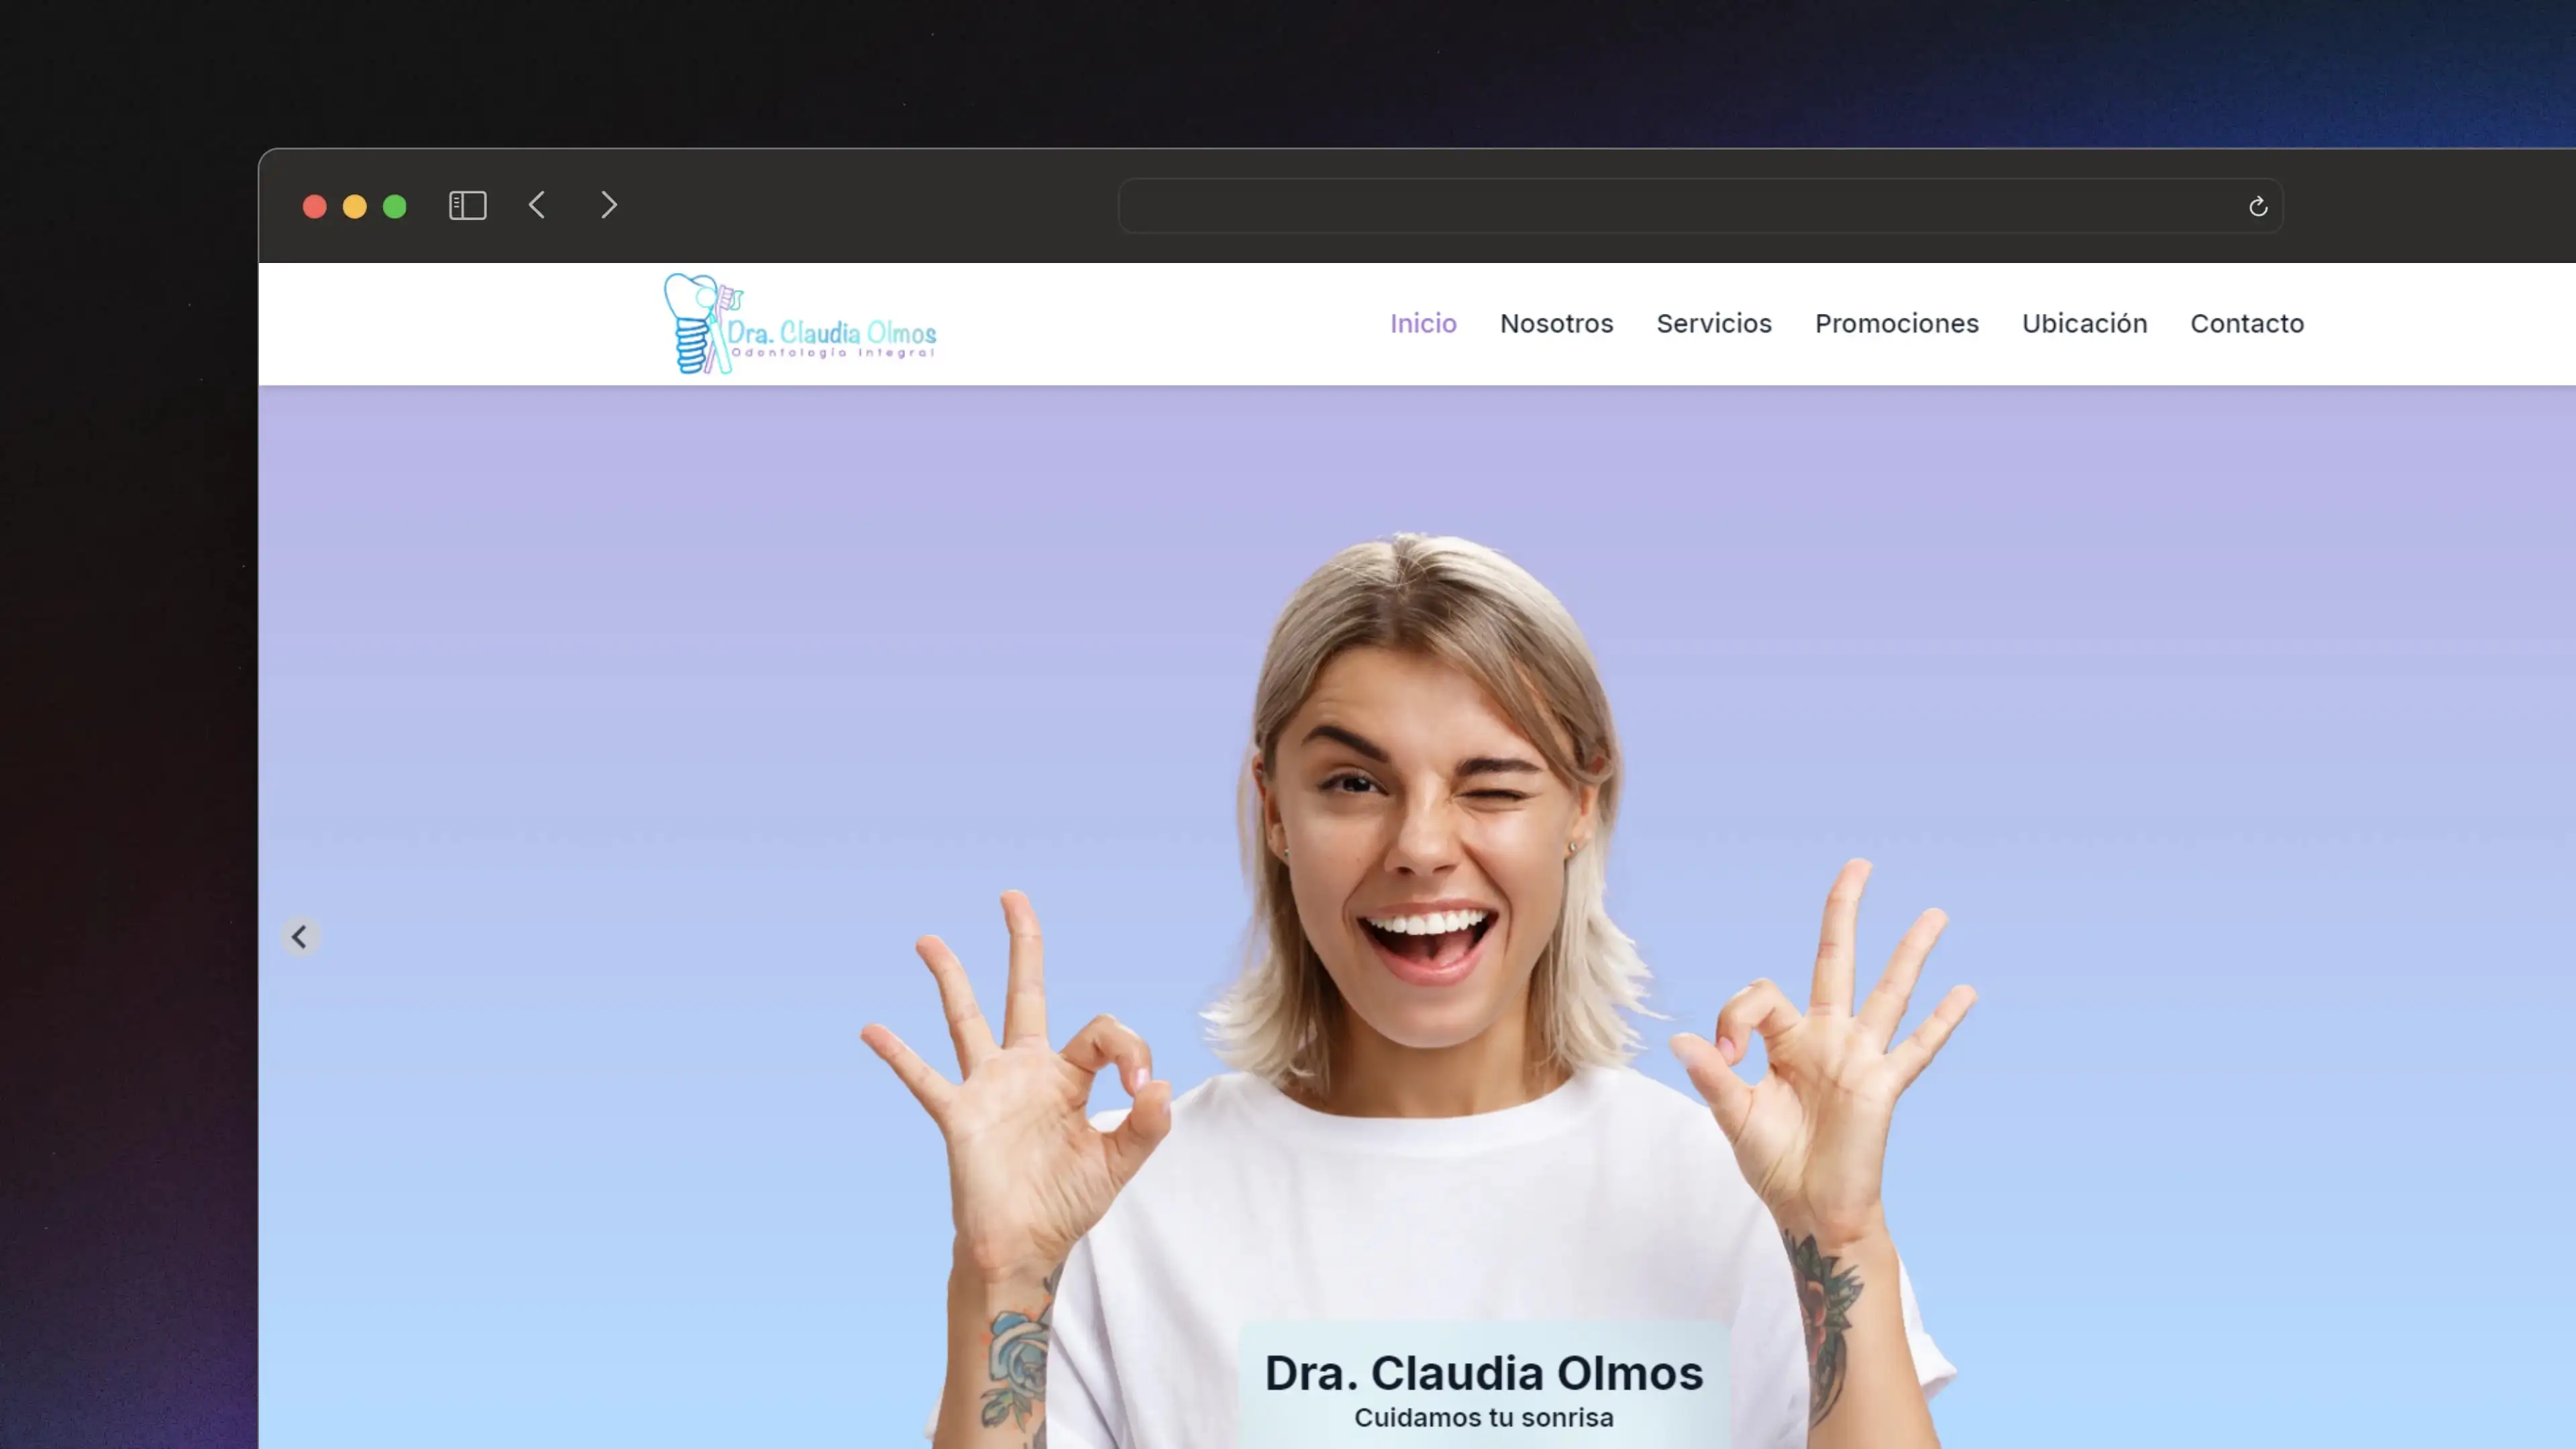 Dra. Claudia Olmos
Odontología Integral
Inicio Nosotros Servicios Promociones Ubicación Contacto
Dra. Claudia Olmos
Cuidamos tu sonrisa